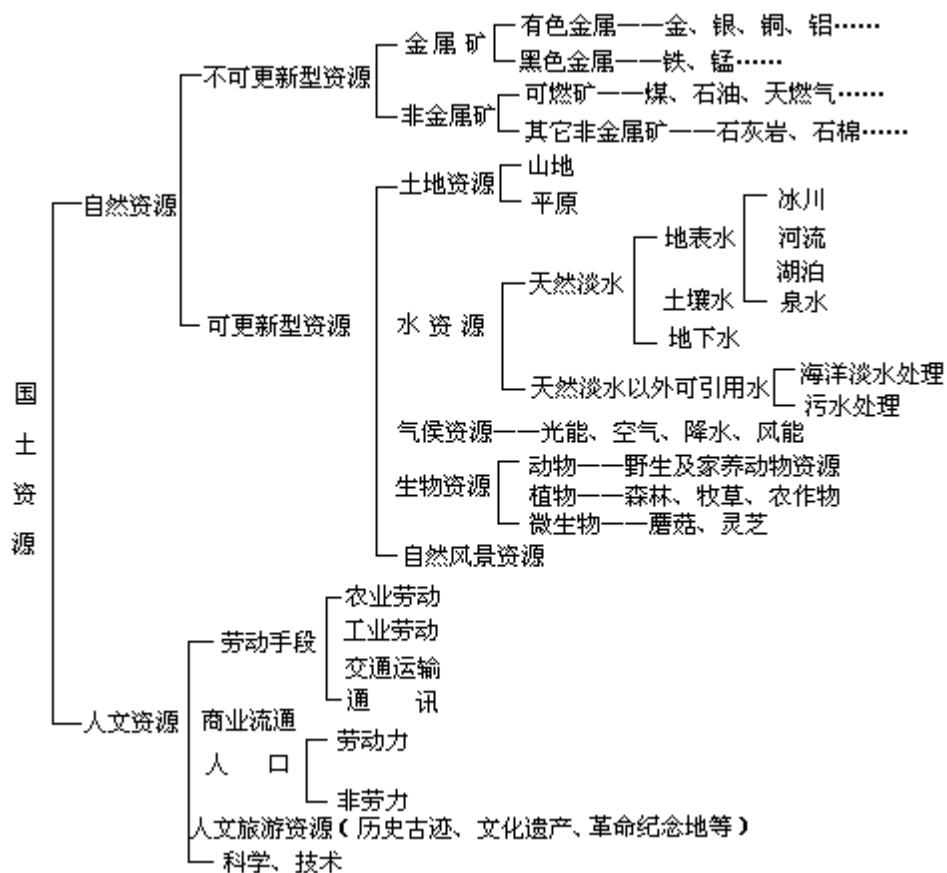 国土资源
自然资源
不可更新型资源
金属矿
有色金属——金、银、铜、铝……
黑色金属——铁、锰……
非金属矿
可燃矿——煤、石油、天燃气……
其它非金属矿——石灰岩、石棉……
可更新型资源
土地资源
山地
平原
水资源
天然淡水
地表水
冰川
河流
湖泊
泉水
土壤水
地下水
天然淡水以外可引用水
海洋淡水处理
污水处理
气侯资源——光能、空气、降水、风能
生物资源
动物——野生及家养动物资源
植物——森林、牧草、农作物
微生物——蘑菇、灵芝
自然风景资源
人文资源
劳动手段
农业劳动
工业劳动
交通运输
通讯
商业流通
人口
劳动力
非劳力
人文旅游资源（历史古迹、文化遗产、革命纪念地等）
科学、技术